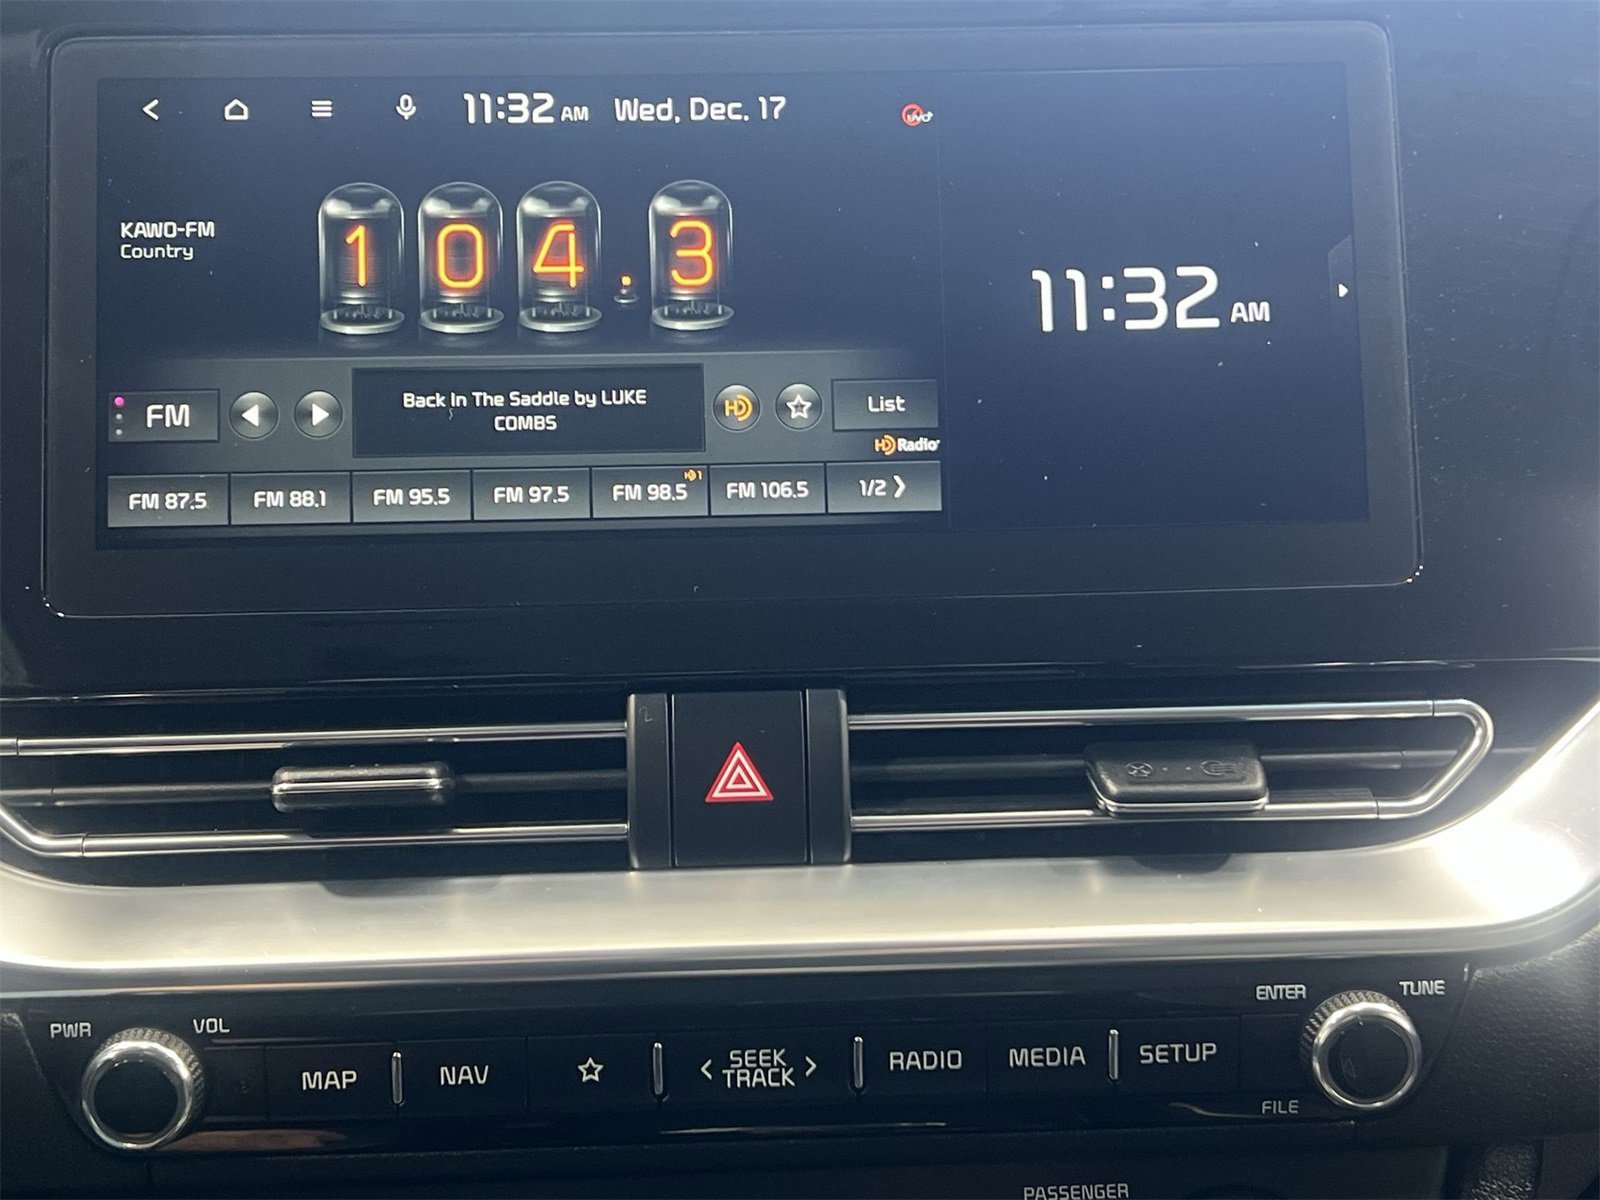 11:32 AM Wed, Dec. 17
KAWO-FM
Country
104.3
11:32 AM
FM
Back In The Saddle by LUKE
COMBS
HD
List
HD Radio
FM 87.5
FM 88.1
FM 95.5
FM 97.5
FM 98.5 HD1
FM 106.5
1/2
PWR
VOL
MAP
NAV
SEEK
TRACK
RADIO
MEDIA
SETUP
ENTER
TUNE
FILE
PASSENGER